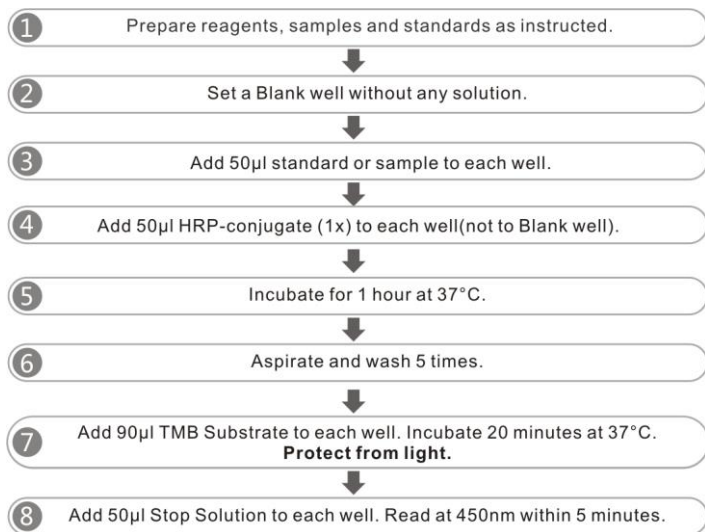 1 Prepare reagents, samples and standards as instructed.
2 Set a Blank well without any solution.
3 Add 50µl standard or sample to each well.
4 Add 50µl HRP-conjugate (1x) to each well(not to Blank well).
5 Incubate for 1 hour at 37°C.
6 Aspirate and wash 5 times.
7 Add 90µl TMB Substrate to each well. Incubate 20 minutes at 37°C.
Protect from light.
8 Add 50µl Stop Solution to each well. Read at 450nm within 5 minutes.